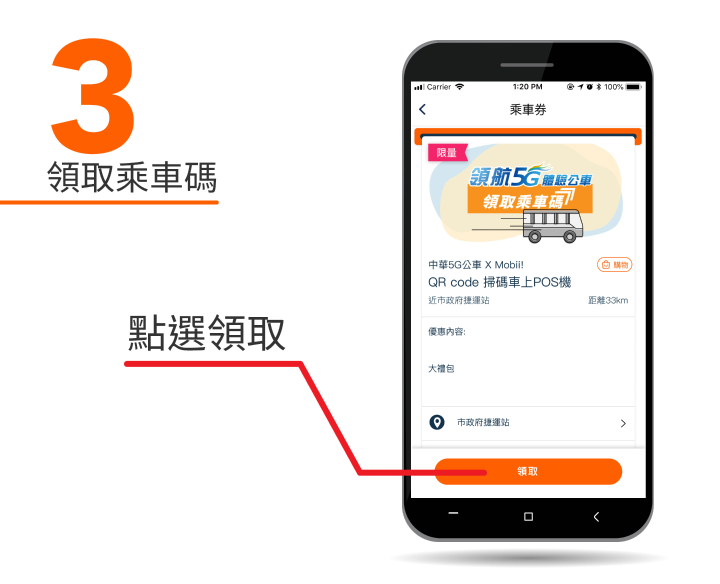 3
領取乘車碼
點選領取
Carrier 1:20 PM 100%
乘車券
限量
領航5G體驗公車
領取乘車碼
中華5G公車 X Mobii!
購物
QR code 掃碼車上POS機
近市政府捷運站 距離33km
優惠內容:
大禮包
市政府捷運站
領取